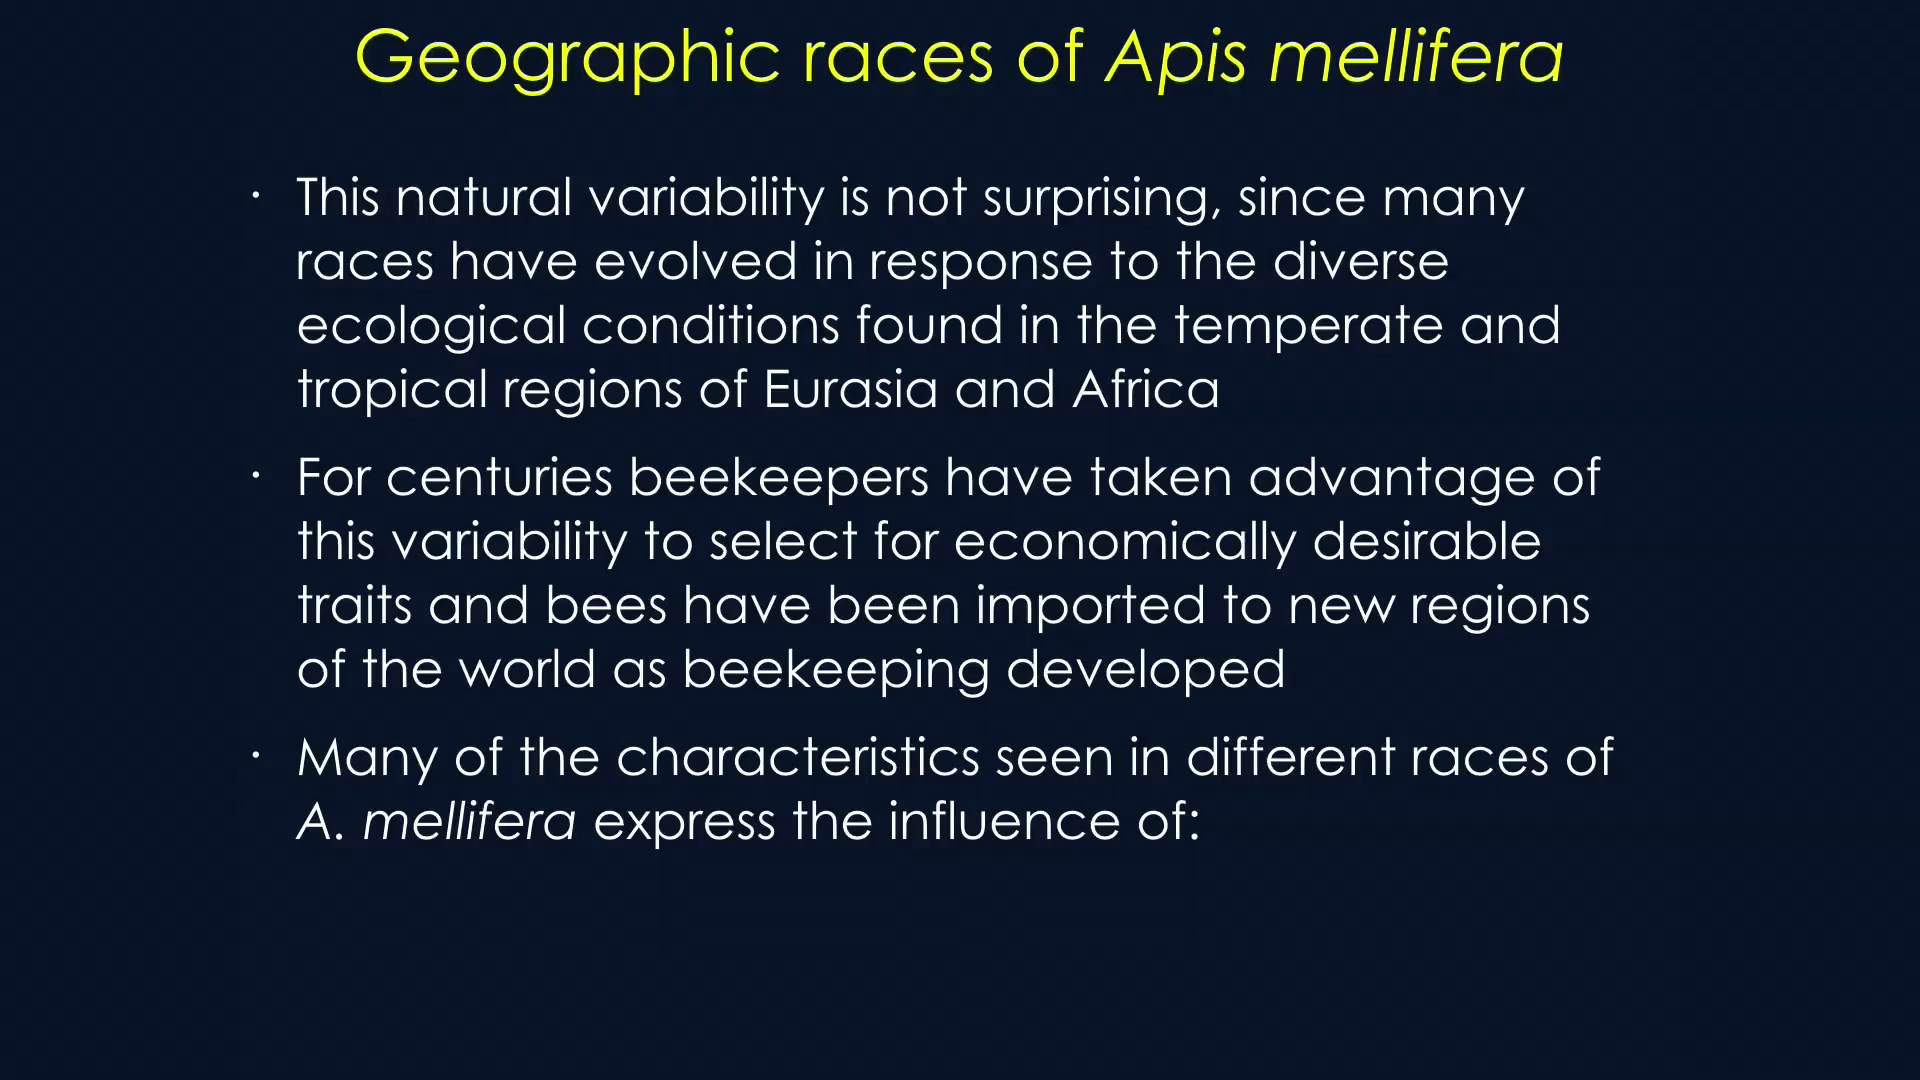 Geographic races of Apis mellifera
· This natural variability is not surprising, since many
races have evolved in response to the diverse
ecological conditions found in the temperate and
tropical regions of Eurasia and Africa
· For centuries beekeepers have taken advantage of
this variability to select for economically desirable
traits and bees have been imported to new regions
of the world as beekeeping developed
· Many of the characteristics seen in different races of
A. mellifera express the influence of: